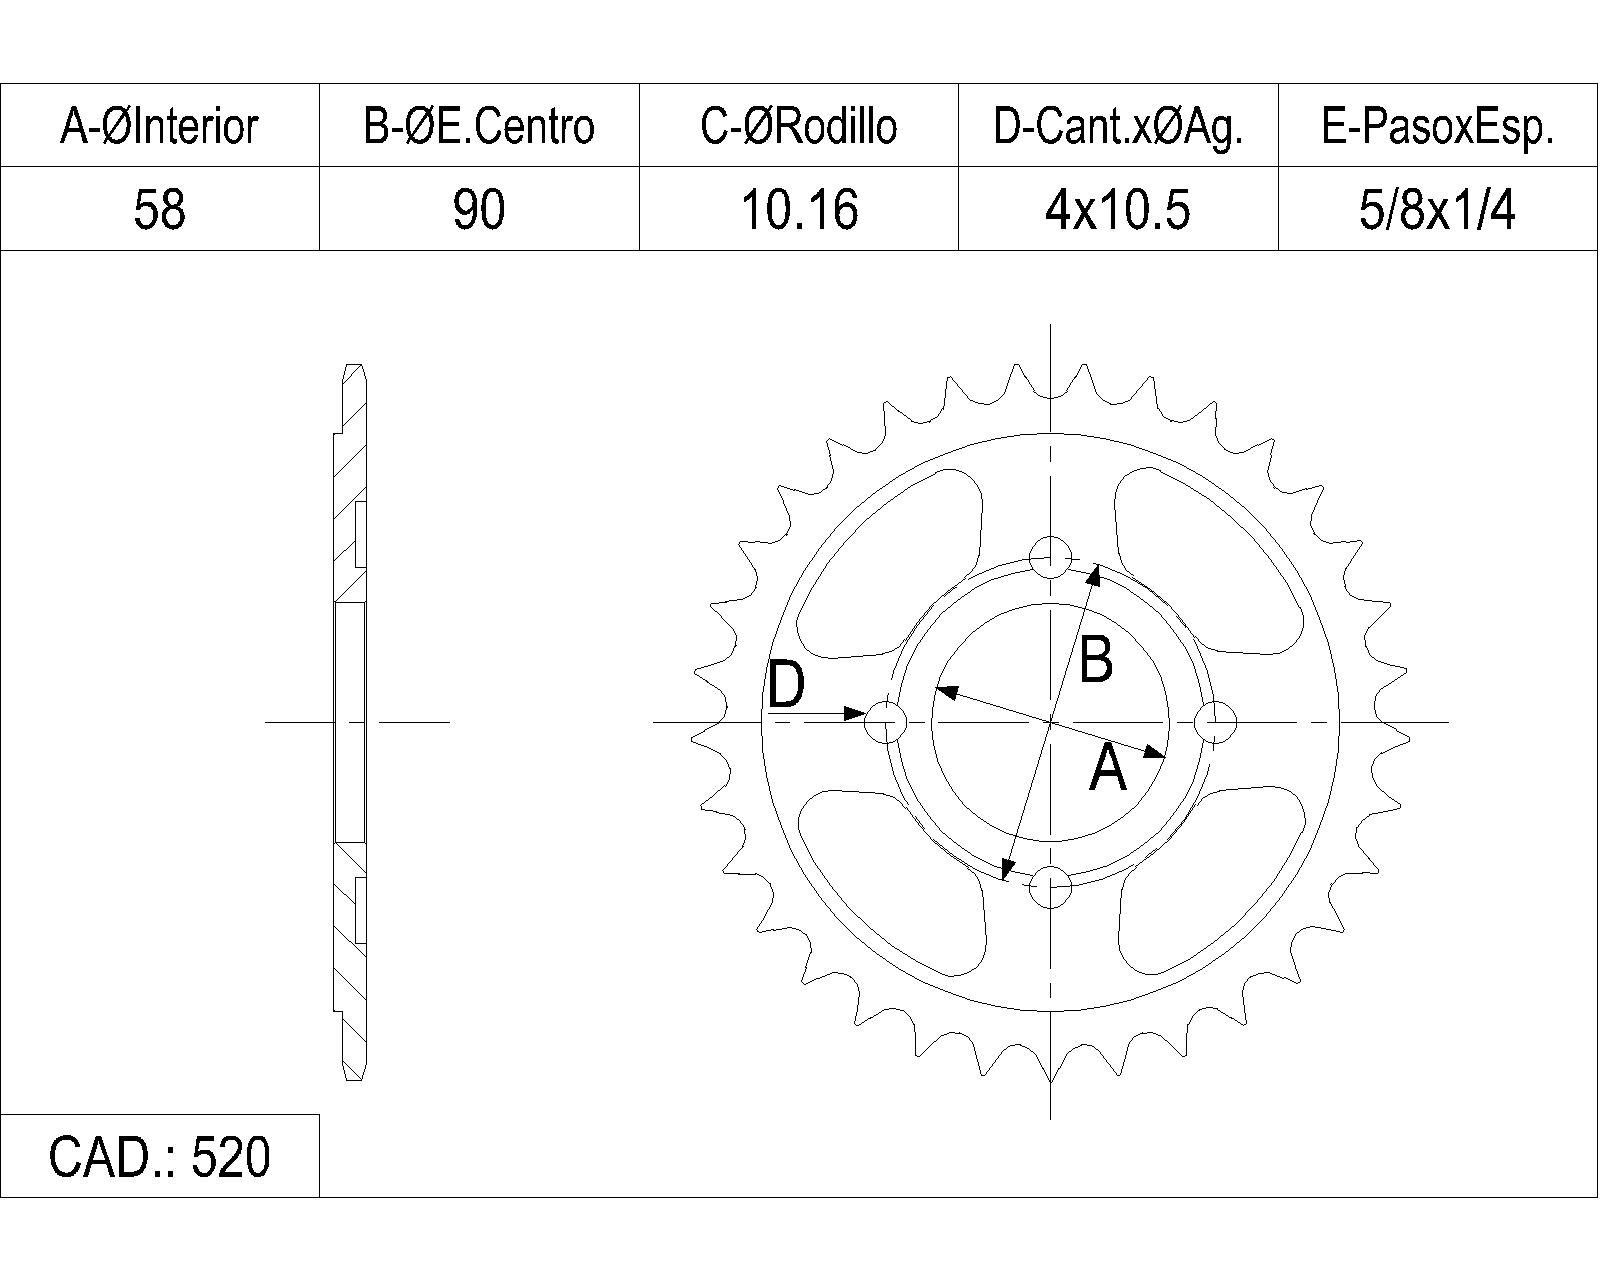 A-ØInterior B-ØE.Centro C-ØRodillo D-Cant.xØAg. E-PasoxEsp.
58 90 10.16 4x10.5 5/8x1/4
B
D
A
CAD.: 520